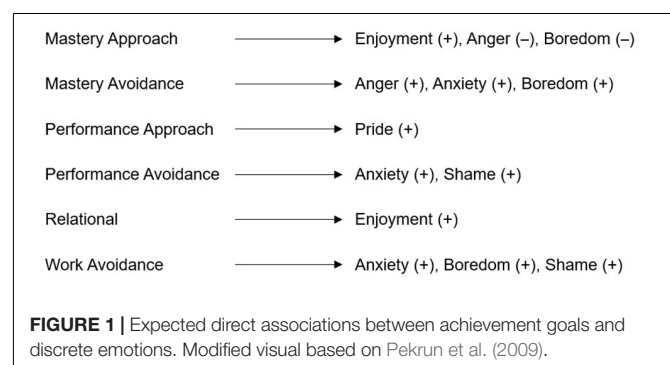 Mastery Approach Enjoyment (+), Anger (–), Boredom (–)
Mastery Avoidance Anger (+), Anxiety (+), Boredom (+)
Performance Approach Pride (+)
Performance Avoidance Anxiety (+), Shame (+)
Relational Enjoyment (+)
Work Avoidance Anxiety (+), Boredom (+), Shame (+)
FIGURE 1 | Expected direct associations between achievement goals and
discrete emotions. Modified visual based on Pekrun et al. (2009).